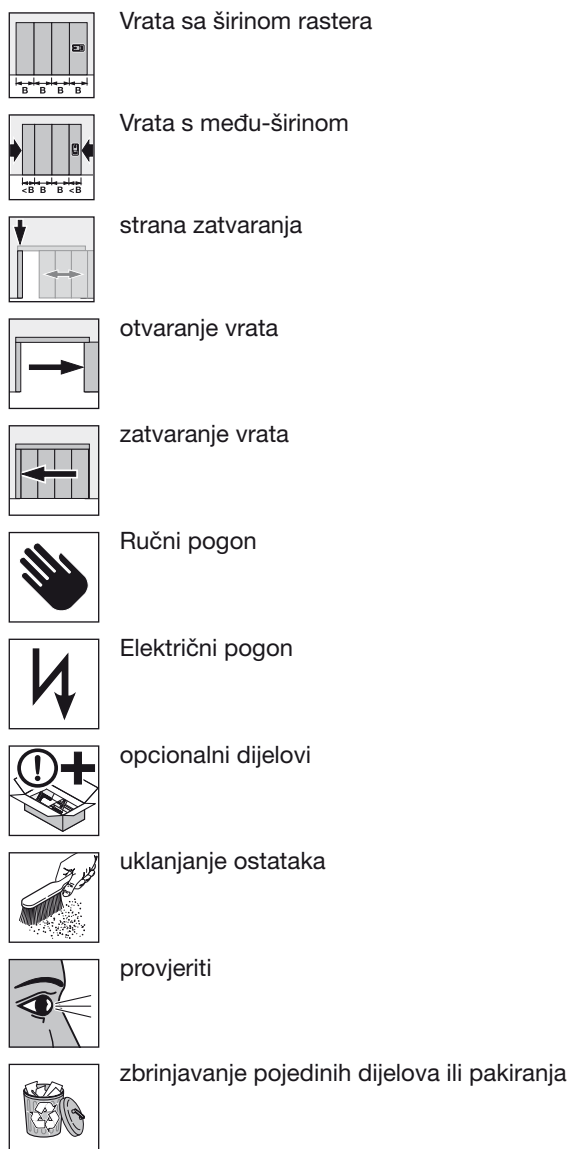 Vrata sa širinom rastera
B B B B
Vrata s među-širinom
<B B B <B
strana zatvaranja
otvaranje vrata
zatvaranje vrata
Ručni pogon
Električni pogon
opcionalni dijelovi
uklanjanje ostataka
provjeriti
zbrinjavanje pojedinih dijelova ili pakiranja